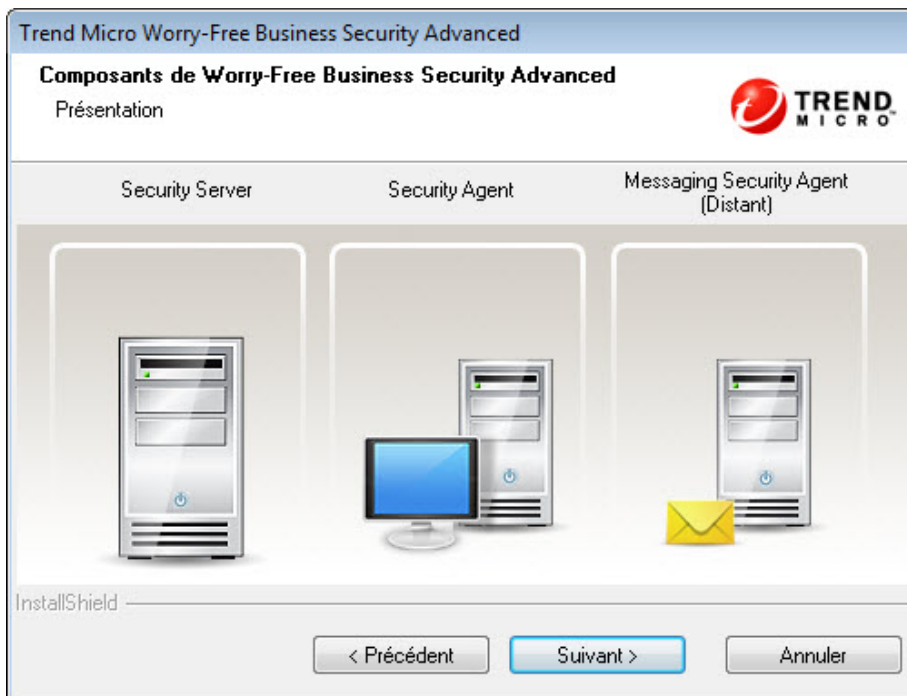 Trend Micro Worry-Free Business Security Advanced
Composants de Worry-Free Business Security Advanced
Présentation
TREND
MICRO™
Security Server
Security Agent
Messaging Security Agent
(Distant)
InstallShield
< Précédent
Suivant >
Annuler